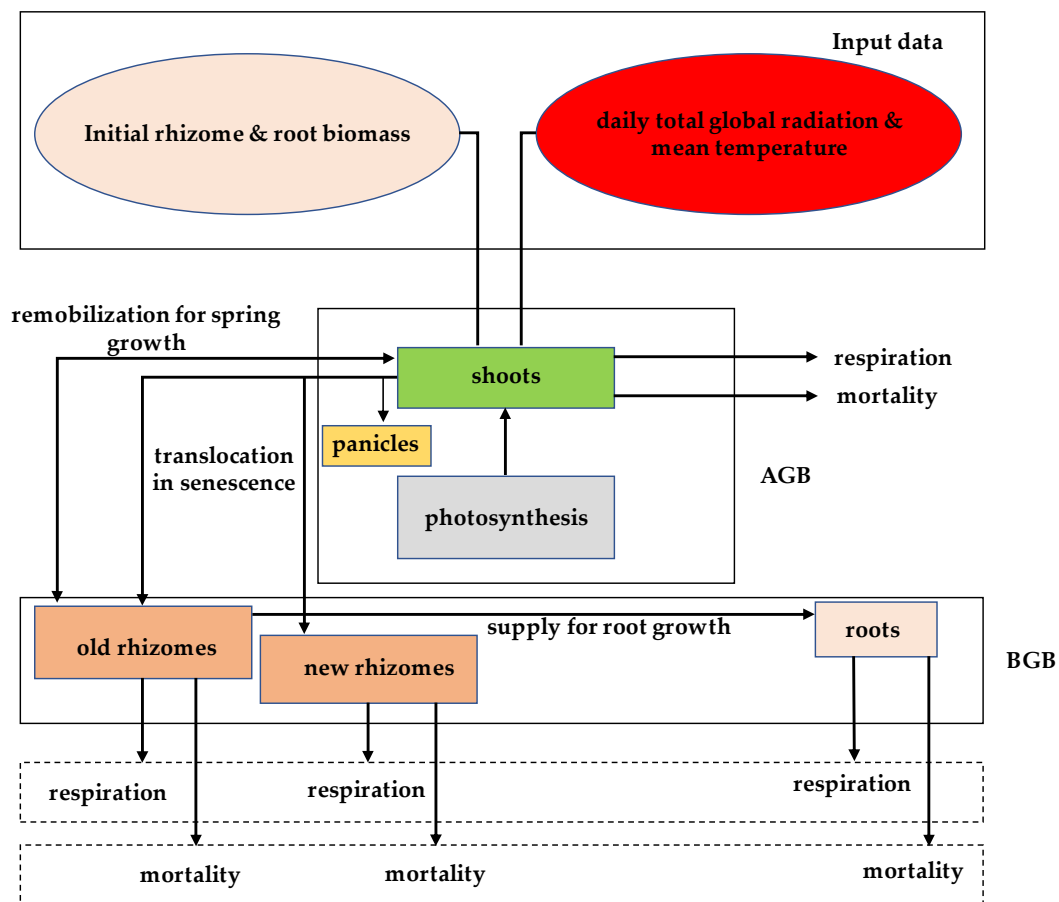 Input data
Initial rhizome & root biomass
daily total global radiation &
mean temperature
remobilization for spring
growth
shoots
respiration
mortality
panicles
translocation
in senescence
photosynthesis
AGB
old rhizomes
new rhizomes
supply for root growth
roots
BGB
respiration
respiration
respiration
mortality
mortality
mortality